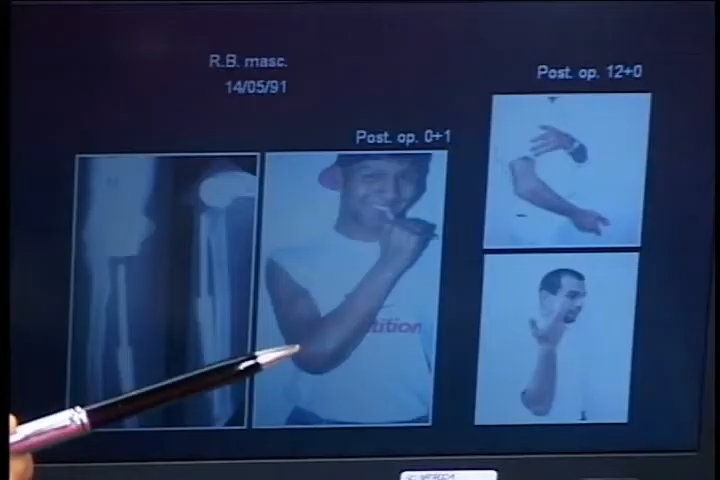 R.B. masc.
14/05/91
Post. op. 0+1
Post. op. 12+0
tition